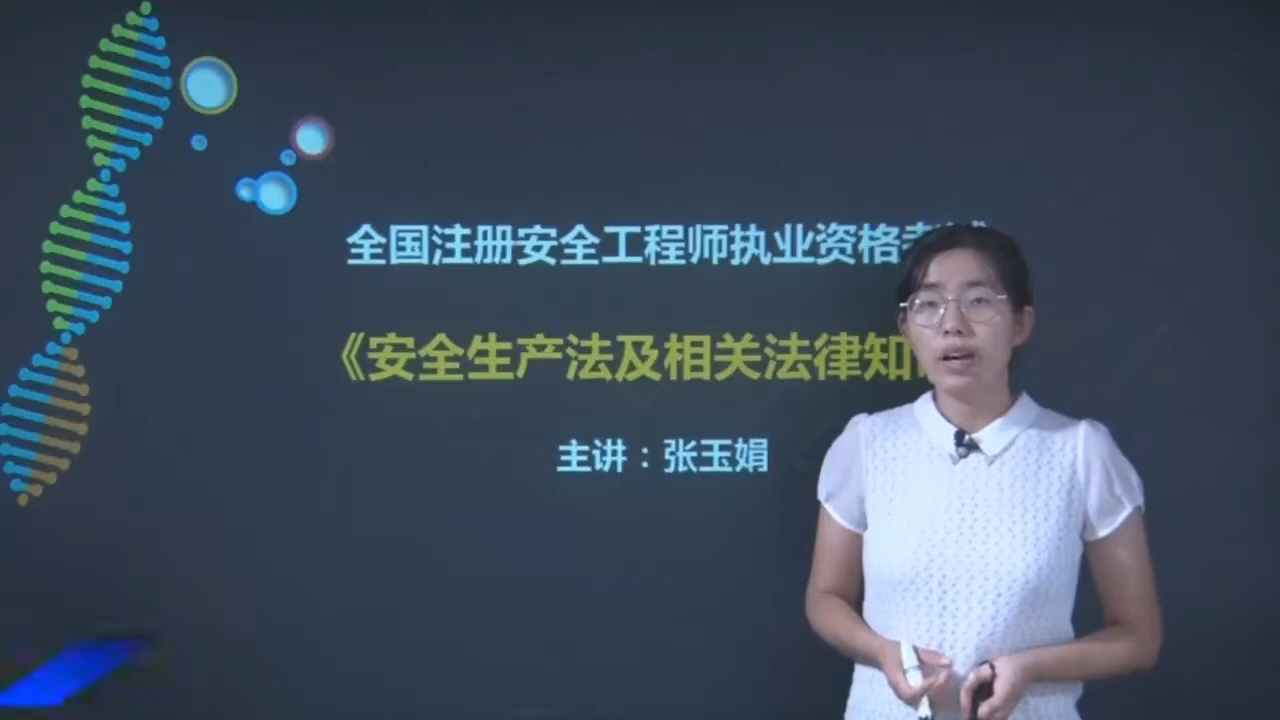 全国注册安全工程师执业资格
《安全生产法及相关法律知
主讲：张玉娟